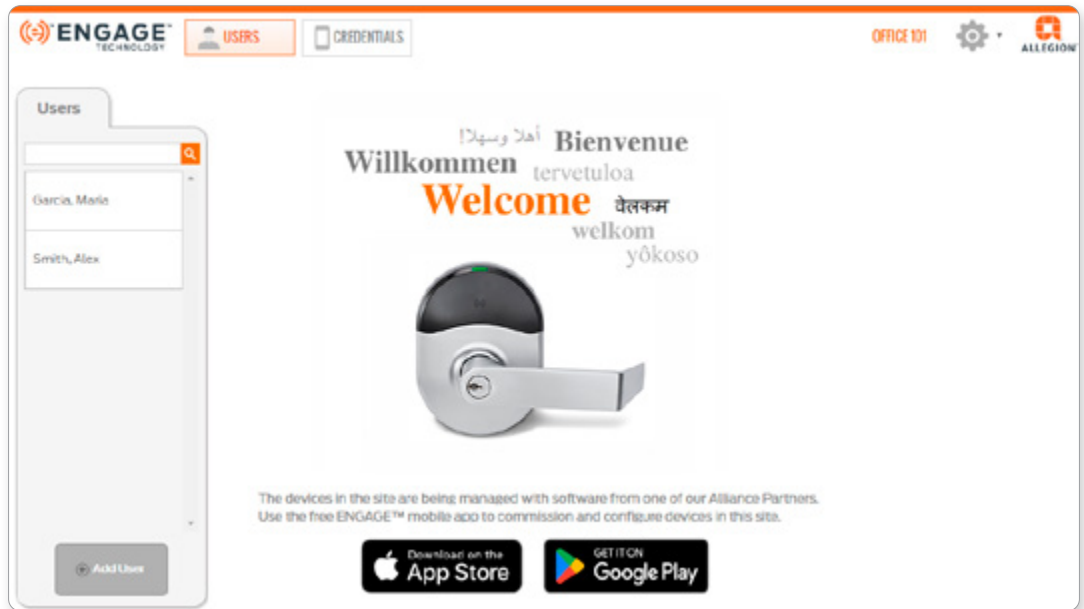 ENGAGE™
TECHNOLOGY
USERS
CREDENTIALS
OFFICE 101
ALLEGION
Users
أهلا وسهلا!
Bienvenue
Willkommen
tervetuloa
Welcome
वेलकम
welkom
yôkoso
Garcia, Maria
Smith, Alex
The devices in the site are being managed with software from one of our Alliance Partners.
Use the free ENGAGE™ mobile app to commission and configure devices in this site.
Add User
Download on the
App Store
GET IT ON
Google Play